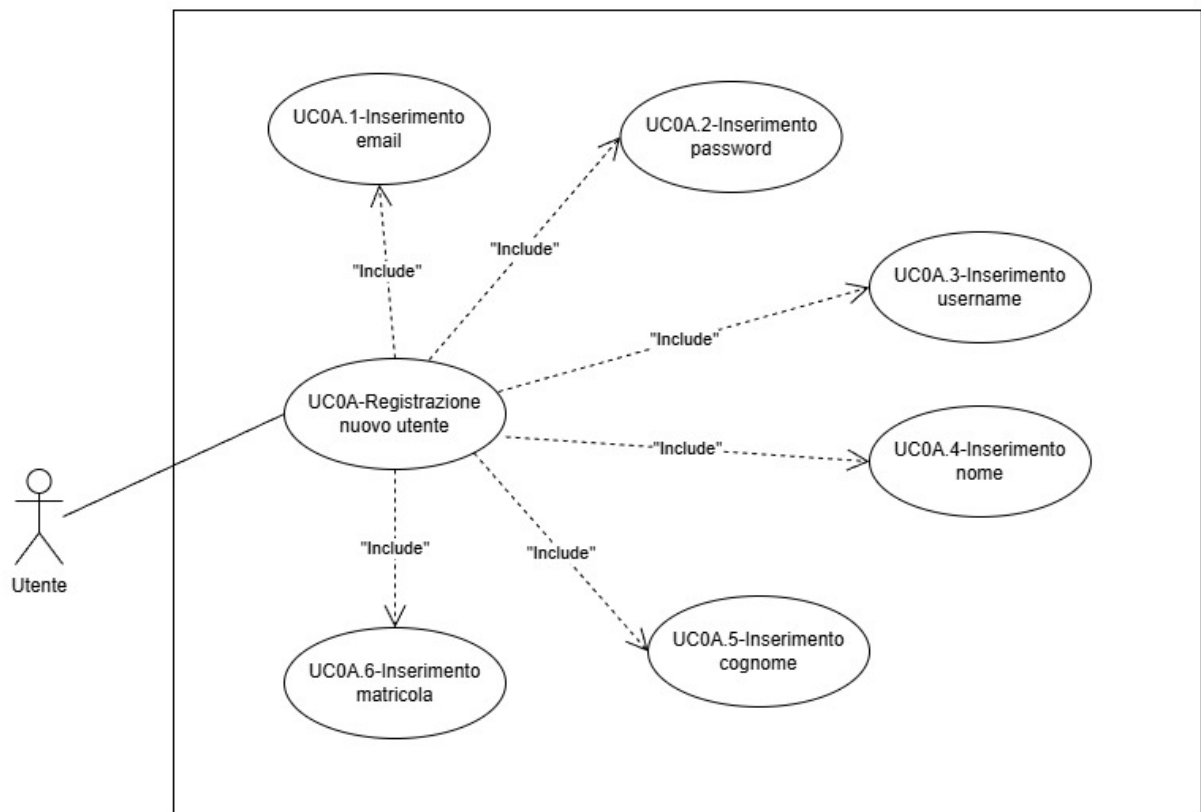 UC0A.1-Inserimento
email
UC0A.2-Inserimento
password
"Include"
"Include"
UC0A.3-Inserimento
username
"Include"
UC0A-Registrazione
nuovo utente
"Include"
UC0A.4-Inserimento
nome
Utente
"Include"
"Include"
UC0A.6-Inserimento
matricola
UC0A.5-Inserimento
cognome